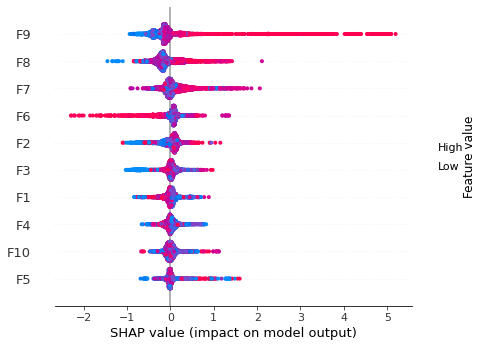 F9
F8
F7
F6
F2
F3
F1
F4
F10
F5
High
Low
Feature value
−2 −1 0 1 2 3 4 5
SHAP value (impact on model output)